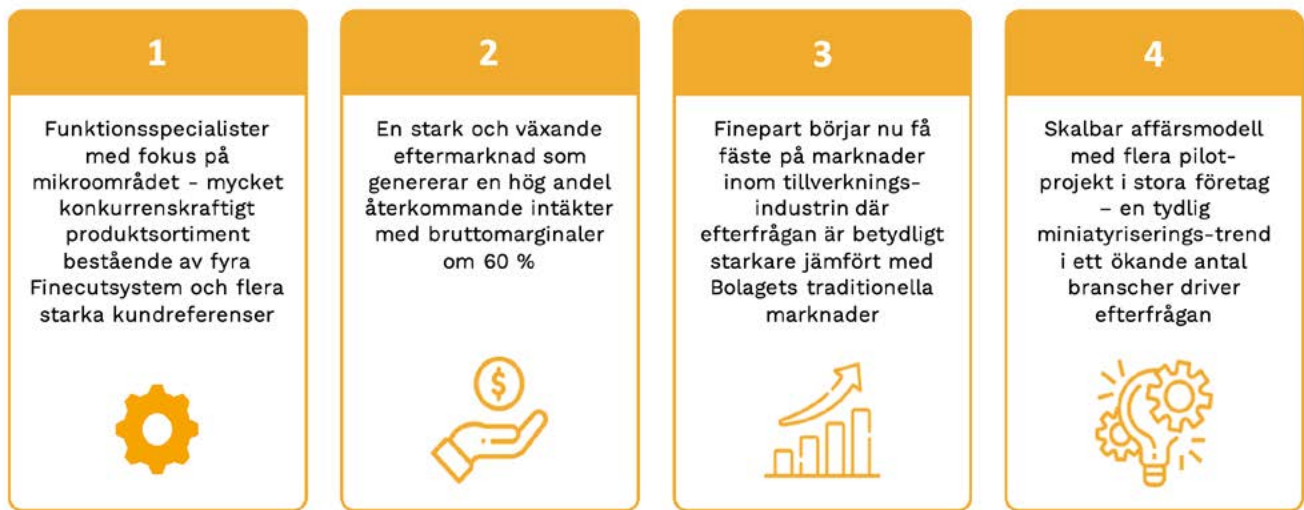 1
Funktionsspecialister
med fokus på
mikroområdet - mycket
konkurrenskraftigt
produktsortiment
bestående av fyra
Finecutsystem och flera
starka kundreferenser
2
En stark och växande
eftermarknad som
genererar en hög andel
återkommande intäkter
med bruttomarginaler
om 60 %
$
3
Finepart börjar nu få
fäste på marknader
inom tillverknings-
industrin där
efterfrågan är betydligt
starkare jämfört med
Bolagets traditionella
marknader
4
Skalbar affärsmodell
med flera pilot-
projekt i stora företag
– en tydlig
miniatyriserings-trend
i ett ökande antal
branscher driver
efterfrågan